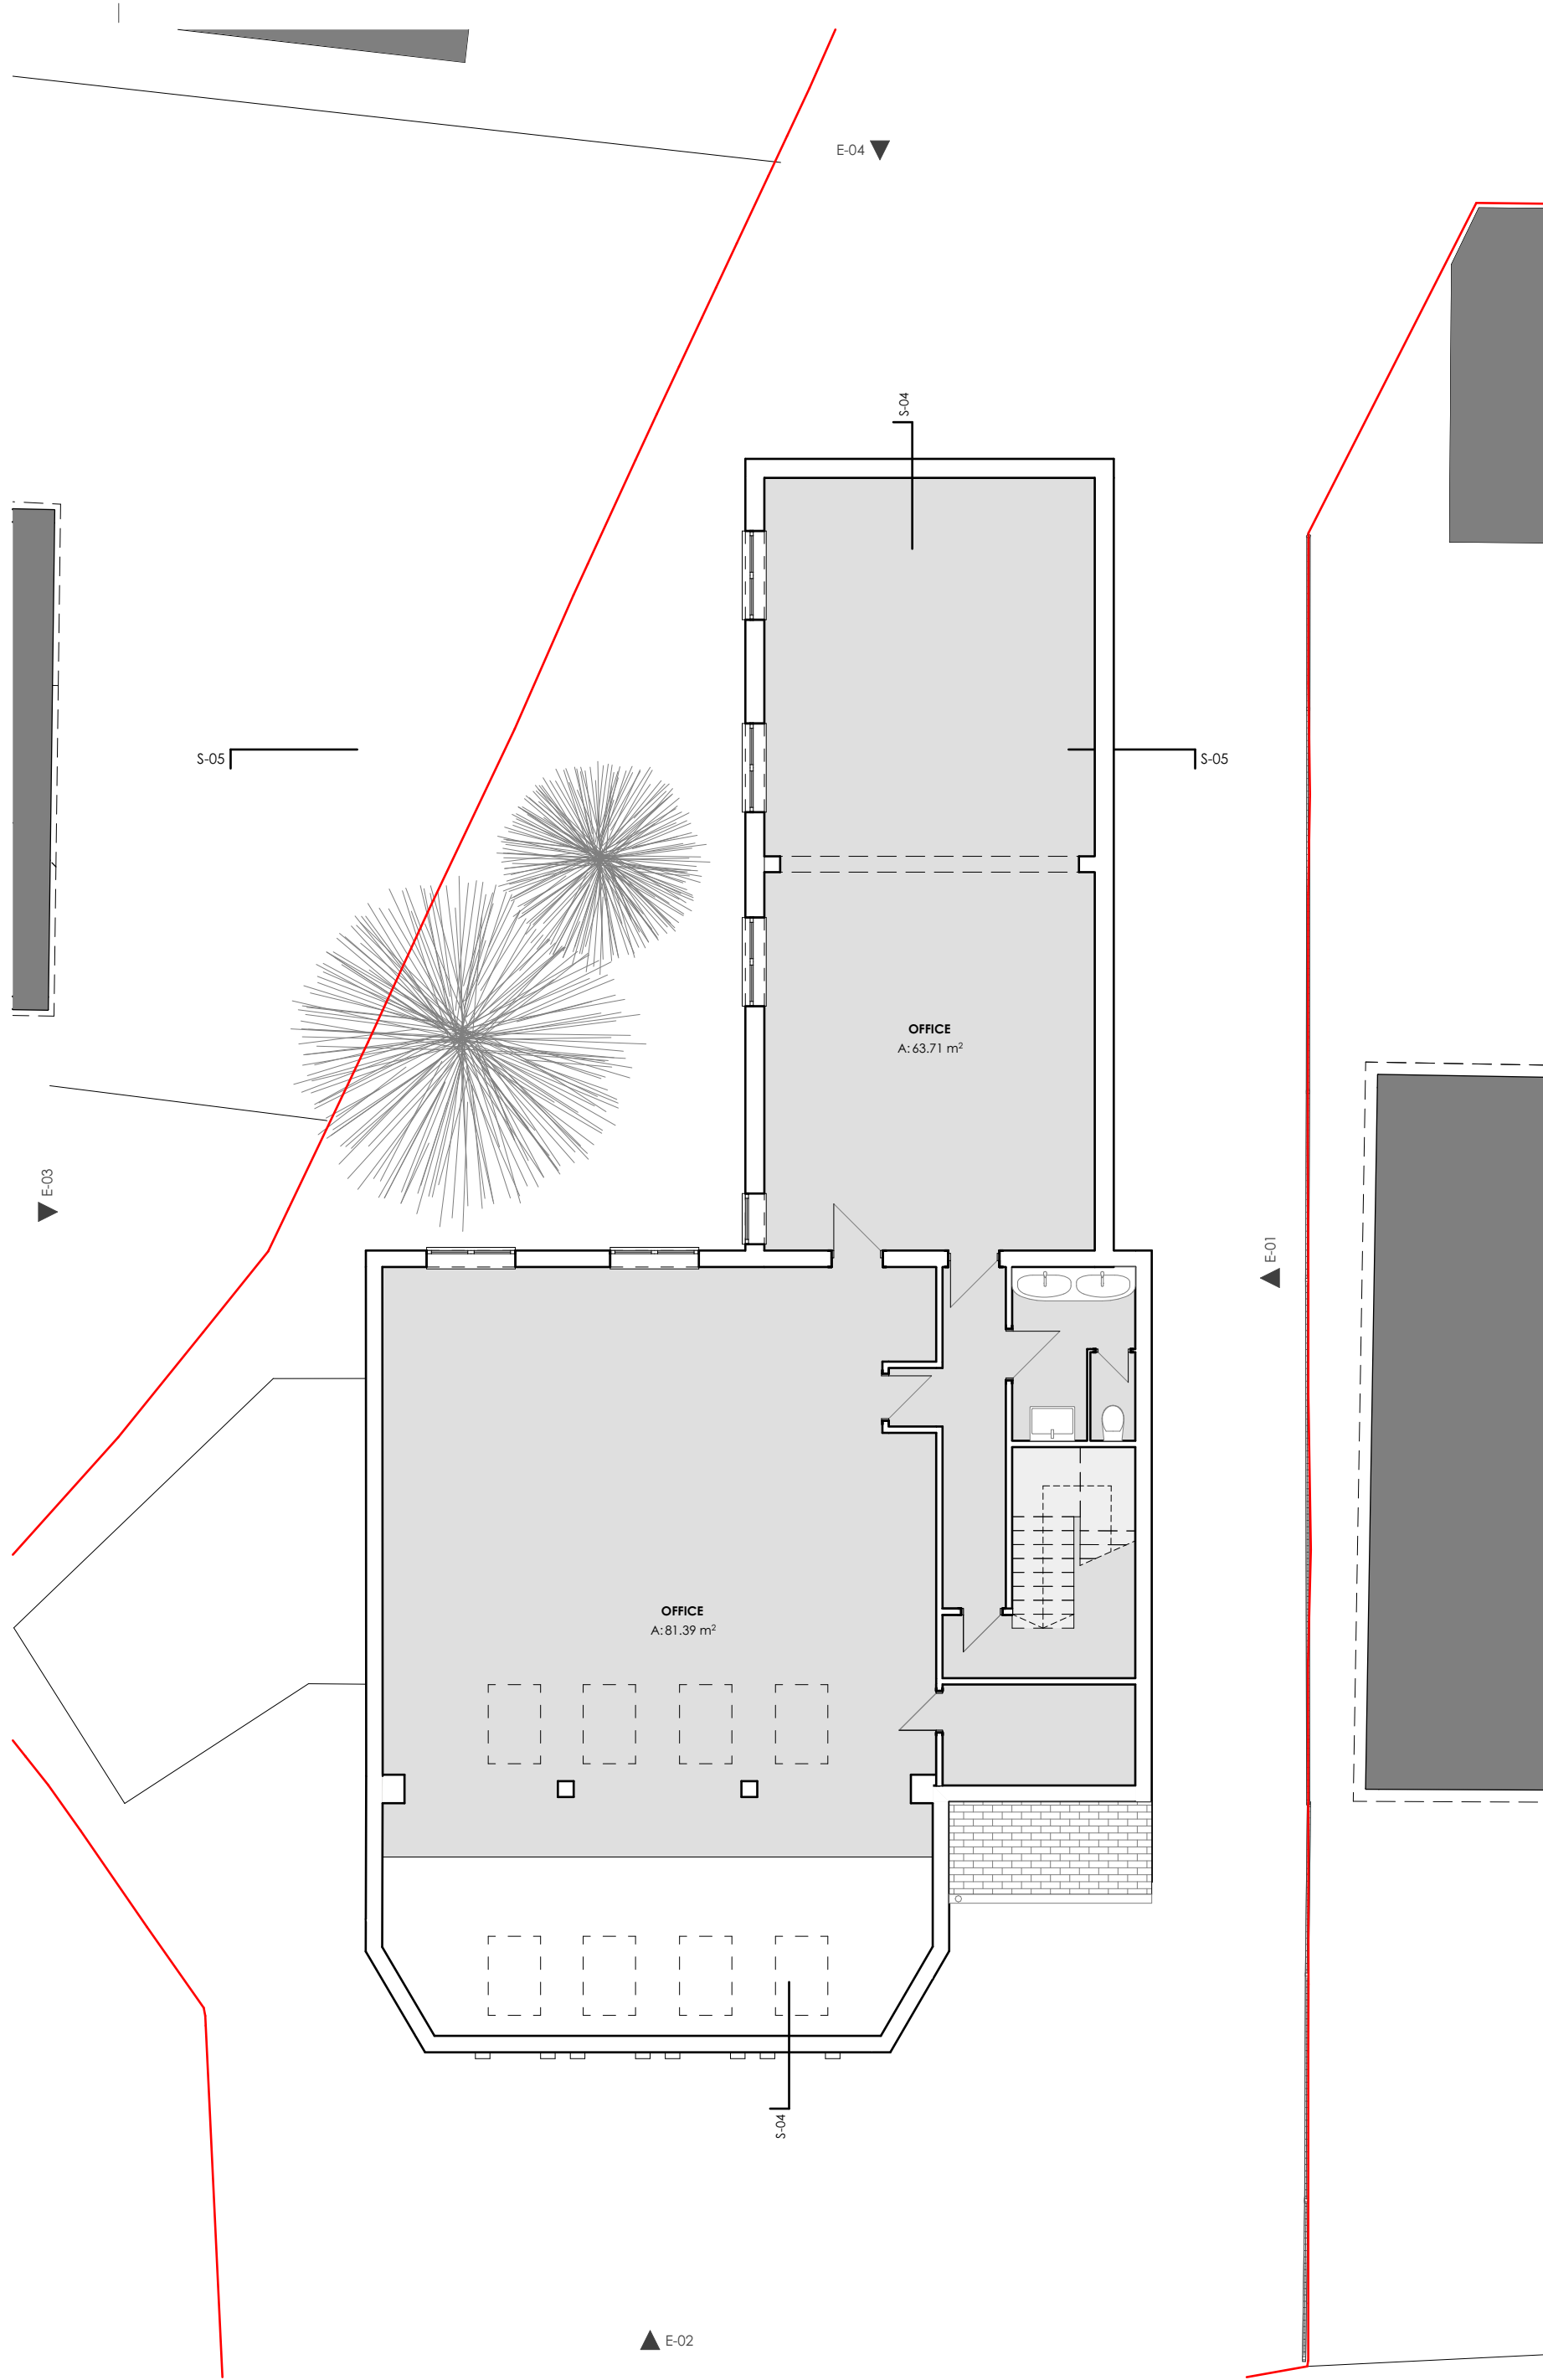 E-04
S-04
S-05
S-05
OFFICE
A: 63.71 m²
E-03
E-01
OFFICE
A: 81.39 m²
S-04
E-02